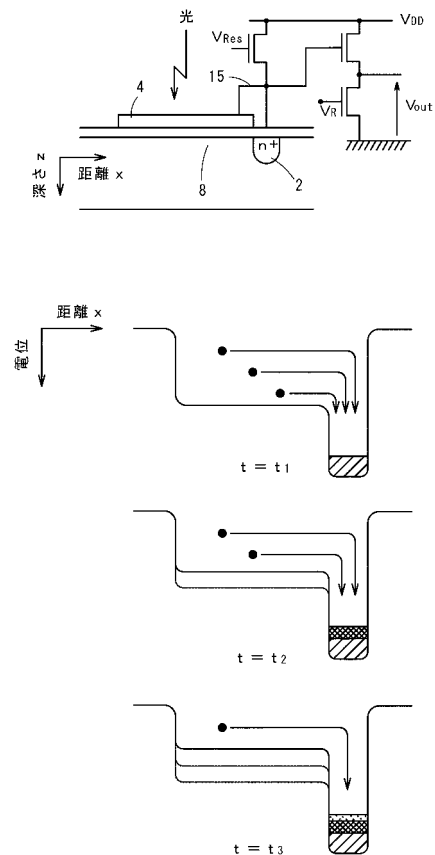 光
VDD
VRes
15
4
VR
Vout
n+
深さ z
距離 x
8
2
距離 x
電位
t = t1
t = t2
t = t3